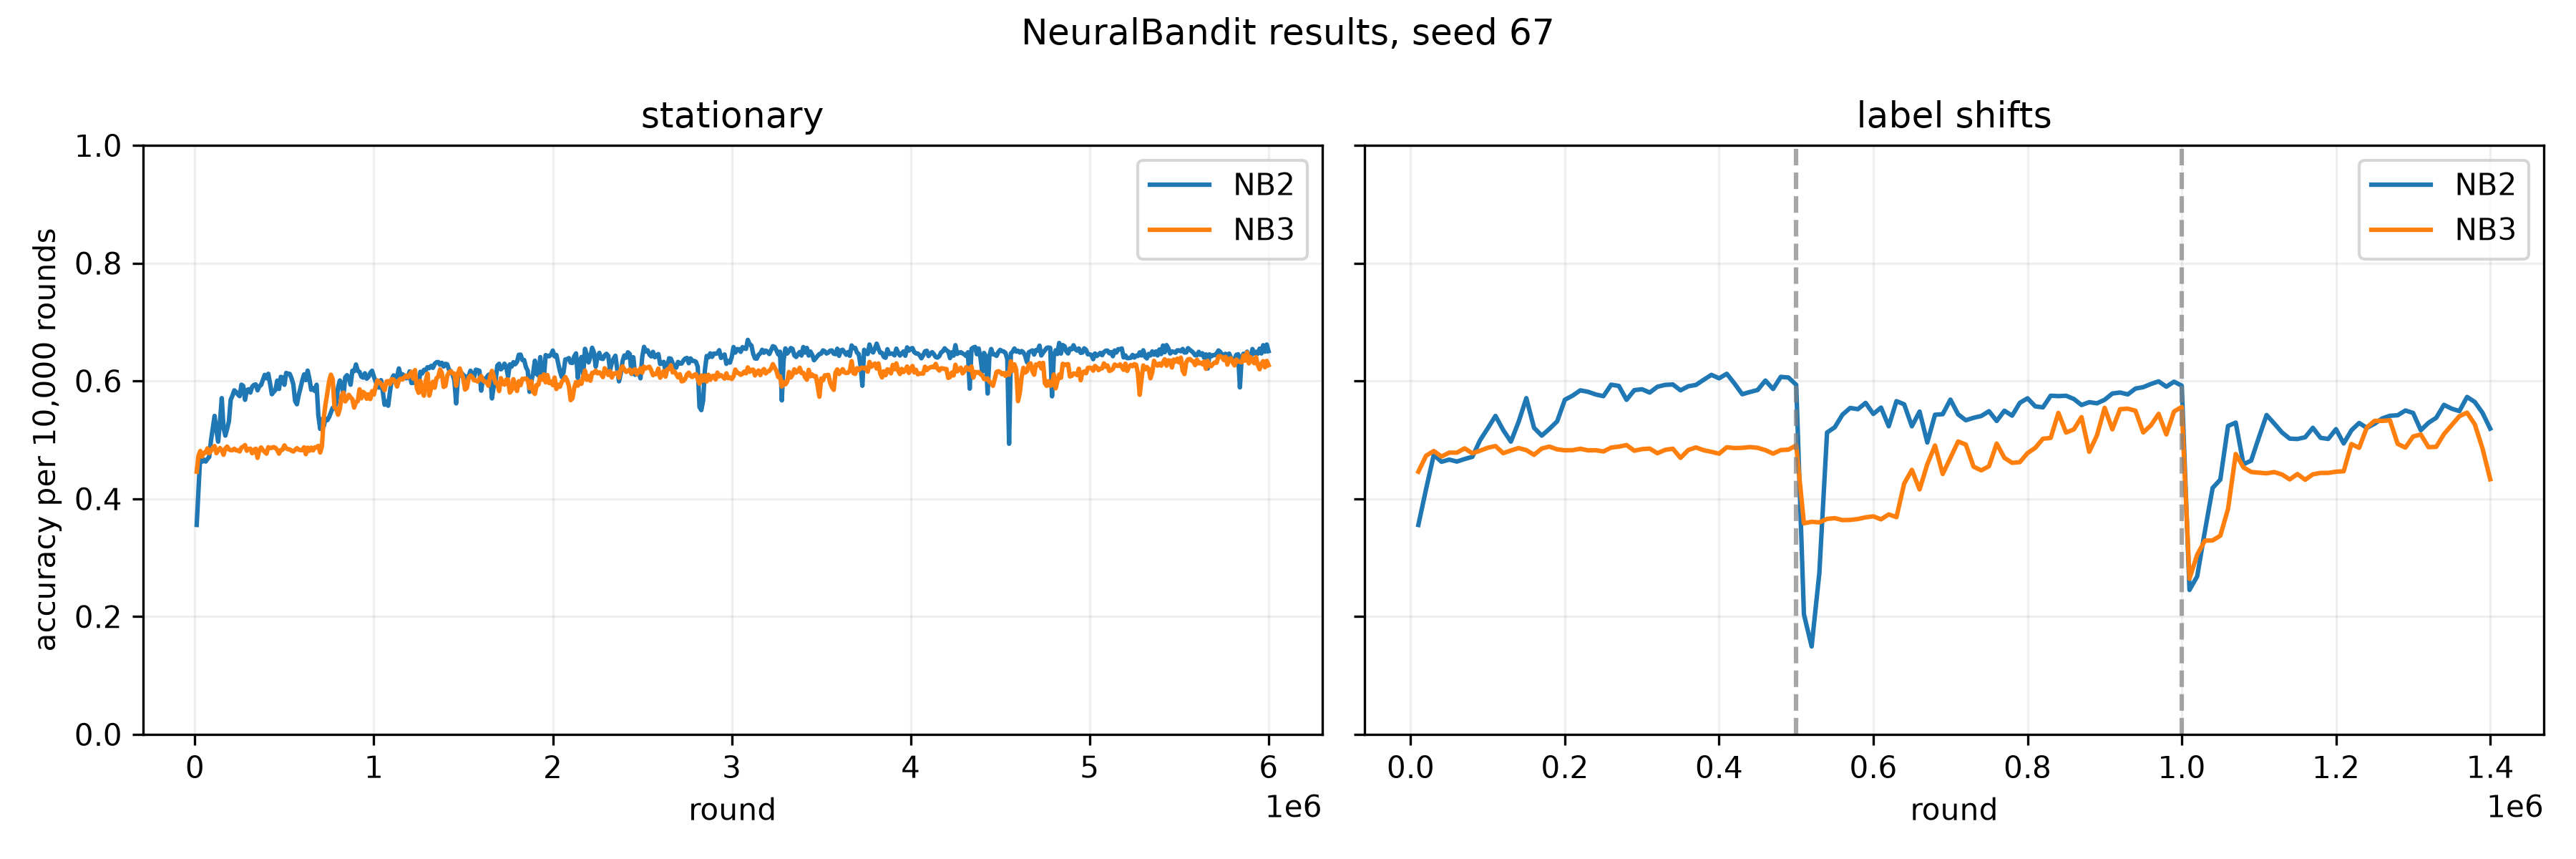 NeuralBandit results, seed 67
stationary
accuracy per 10,000 rounds
1.0
0.8
0.6
0.4
0.2
0.0
NB2
NB3
0 1 2 3 4 5 6
1e6
round
label shifts
NB2
NB3
0.0 0.2 0.4 0.6 0.8 1.0 1.2 1.4
1e6
round